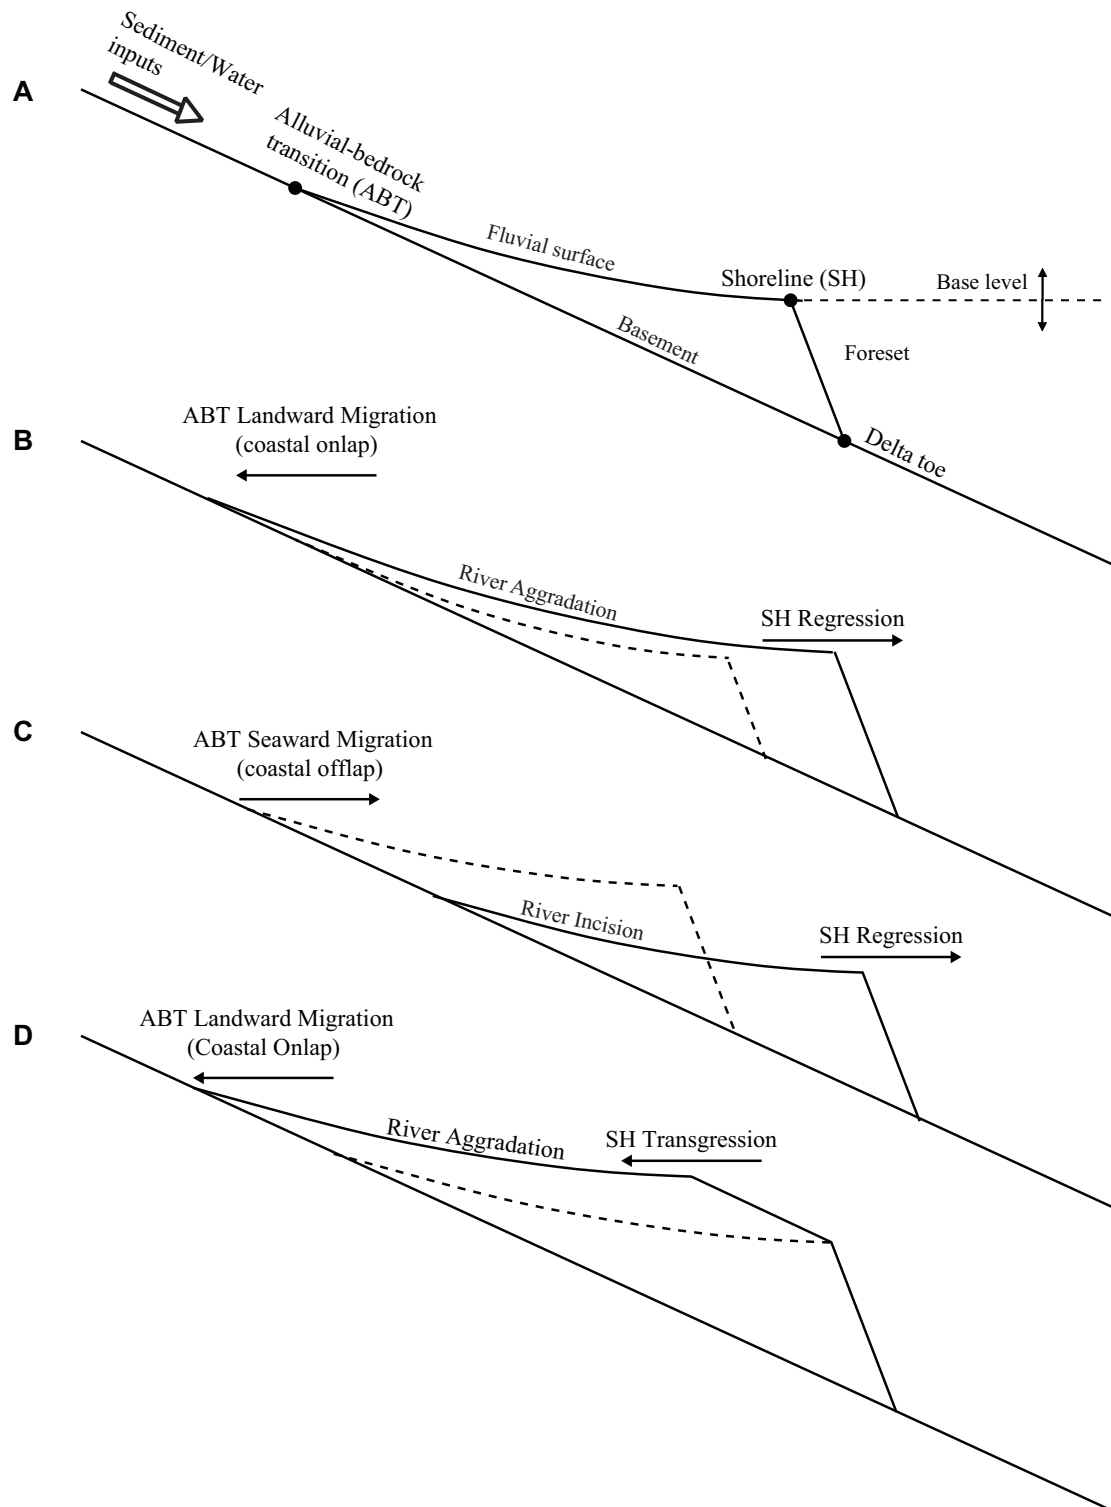 A
Sediment/Water
inputs
Alluvial-bedrock
transition (ABT)
Fluvial surface
Shoreline (SH)
Base level
Basement
Foreset
Delta toe
B
ABT Landward Migration
(coastal onlap)
River Aggradation
SH Regression
C
ABT Seaward Migration
(coastal offlap)
River Incision
SH Regression
D
ABT Landward Migration
(Coastal Onlap)
River Aggradation
SH Transgression